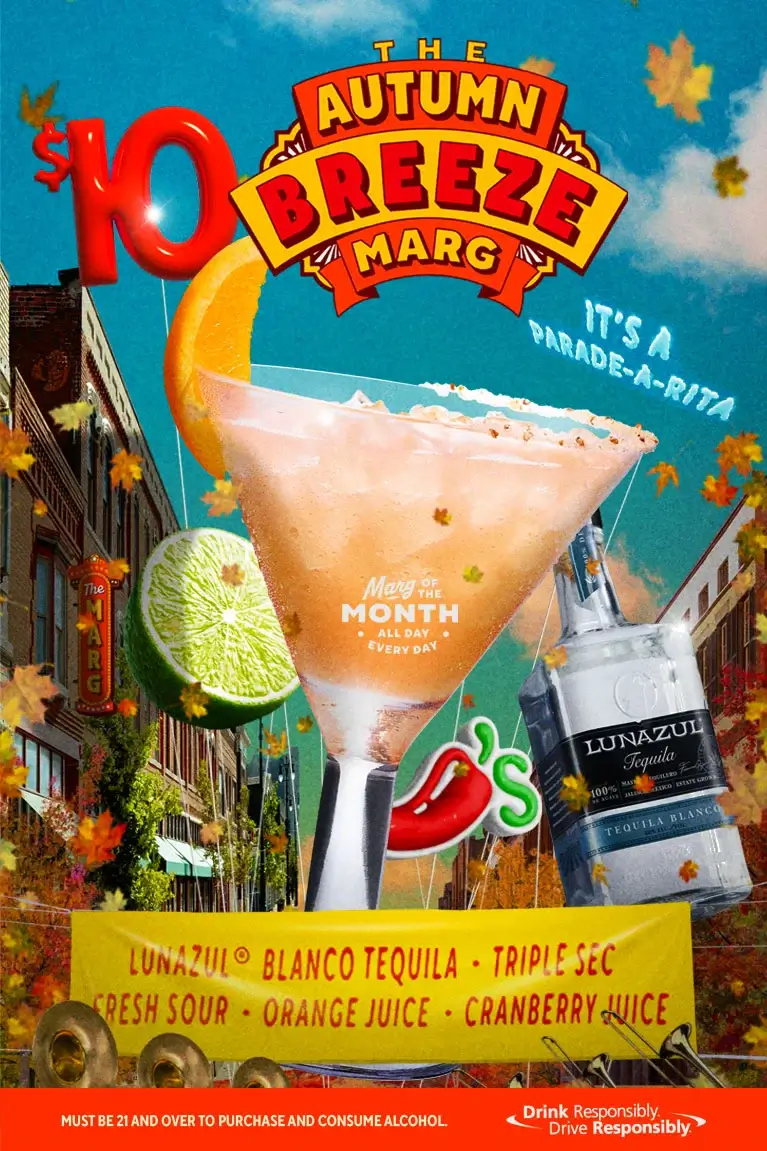 THE
AUTUMN
BREEZE
MARG
$10
IT'S A
PARADE-A-RITA
The
MARG
Marg OF THE
MONTH
• ALL DAY •
EVERY DAY
'S
LUNAZUL
Tequila
100%
TEQUILA BLANCO
LUNAZUL® BLANCO TEQUILA • TRIPLE SEC
FRESH SOUR • ORANGE JUICE • CRANBERRY JUICE
MUST BE 21 AND OVER TO PURCHASE AND CONSUME ALCOHOL.
Drink Responsibly.
Drive Responsibly.